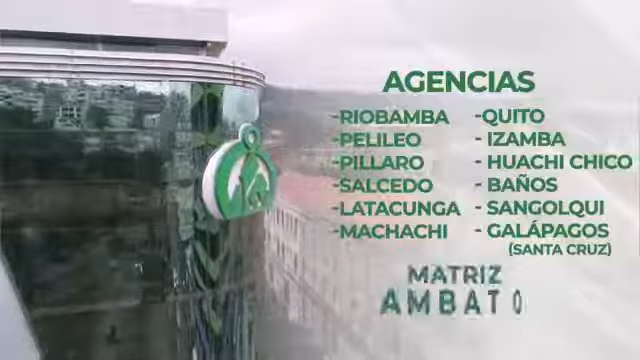 AGENCIAS
-RIOBAMBA
-PELILEO
-PILLARO
-SALCEDO
-LATACUNGA
-MACHACHI
-QUITO
- IZAMBA
- HUACHI CHICO
- BAÑOS
- SANGOLQUI
- GALÁPAGOS
(SANTA CRUZ)
MATRIZ
AMBATO